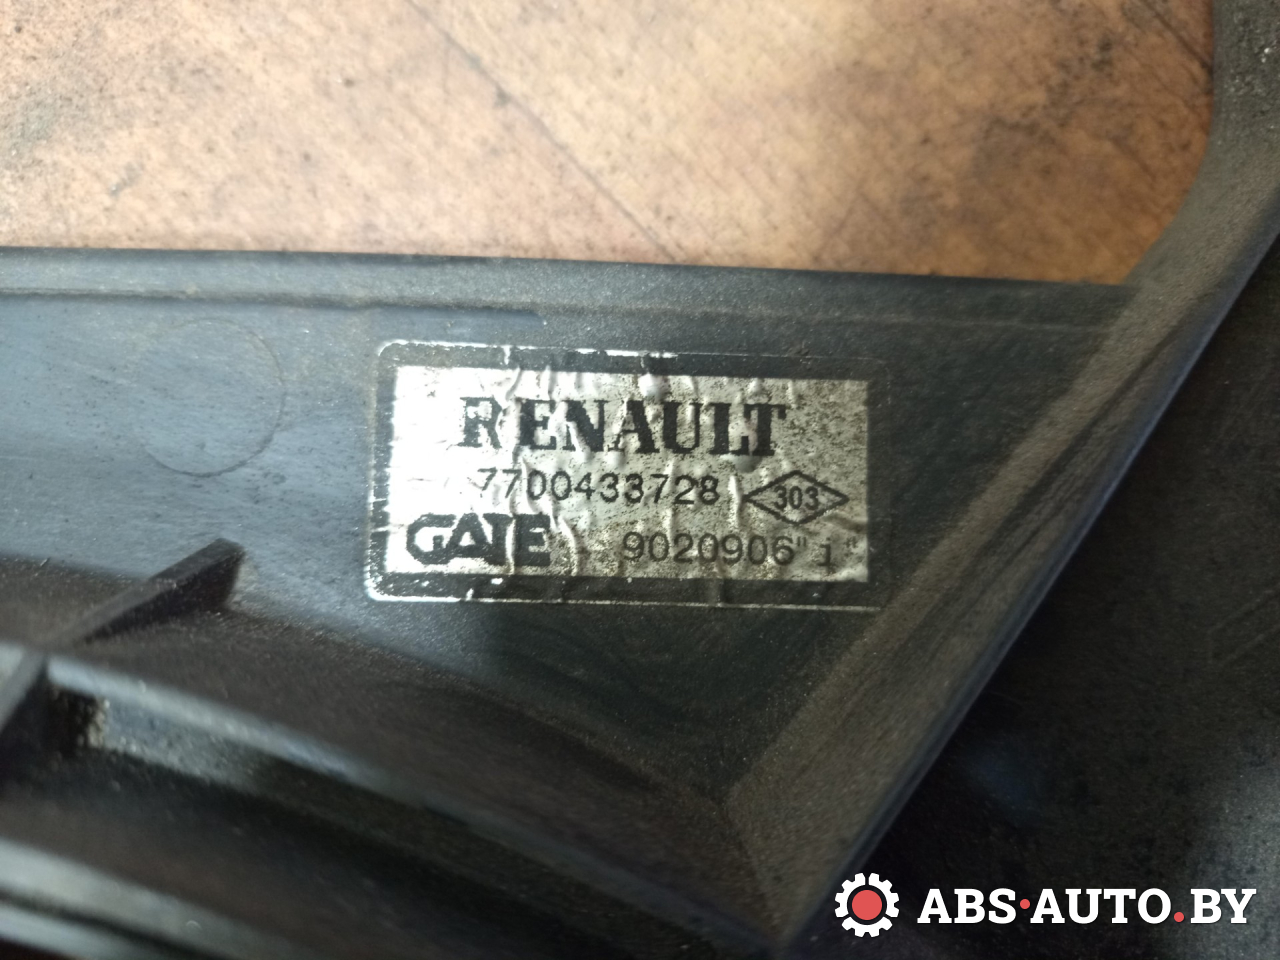 RENAULT
7700433728 303
GATE 9020906"1"
ABS·AUTO.BY